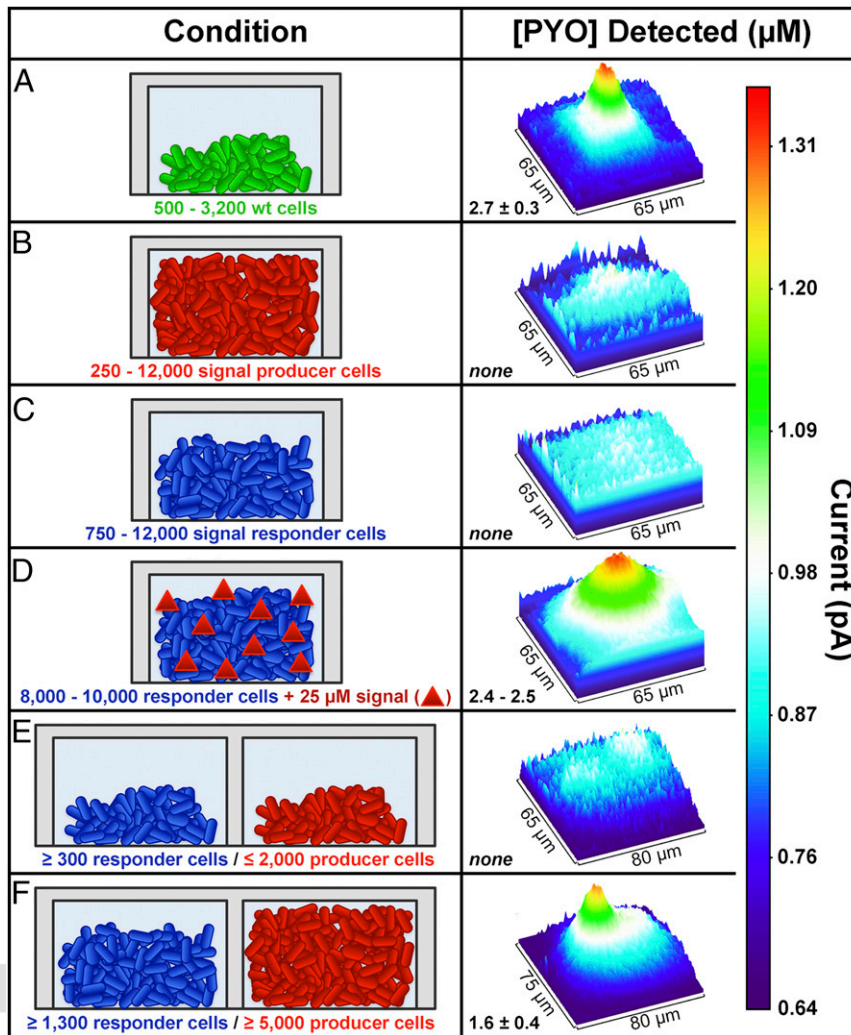 Condition
[PYO] Detected (µM)
A
500 - 3,200 wt cells
2.7 ± 0.3
65 µm
65 µm
B
250 - 12,000 signal producer cells
none
65 µm
65 µm
C
750 - 12,000 signal responder cells
none
65 µm
65 µm
D
8,000 - 10,000 responder cells + 25 µM signal ( )
2.4 - 2.5
65 µm
65 µm
E
≥ 300 responder cells / ≤ 2,000 producer cells
none
65 µm
80 µm
F
≥ 1,300 responder cells / ≥ 5,000 producer cells
1.6 ± 0.4
75 µm
80 µm
1.31
1.20
1.09
0.98
0.87
0.76
0.64
Current (pA)